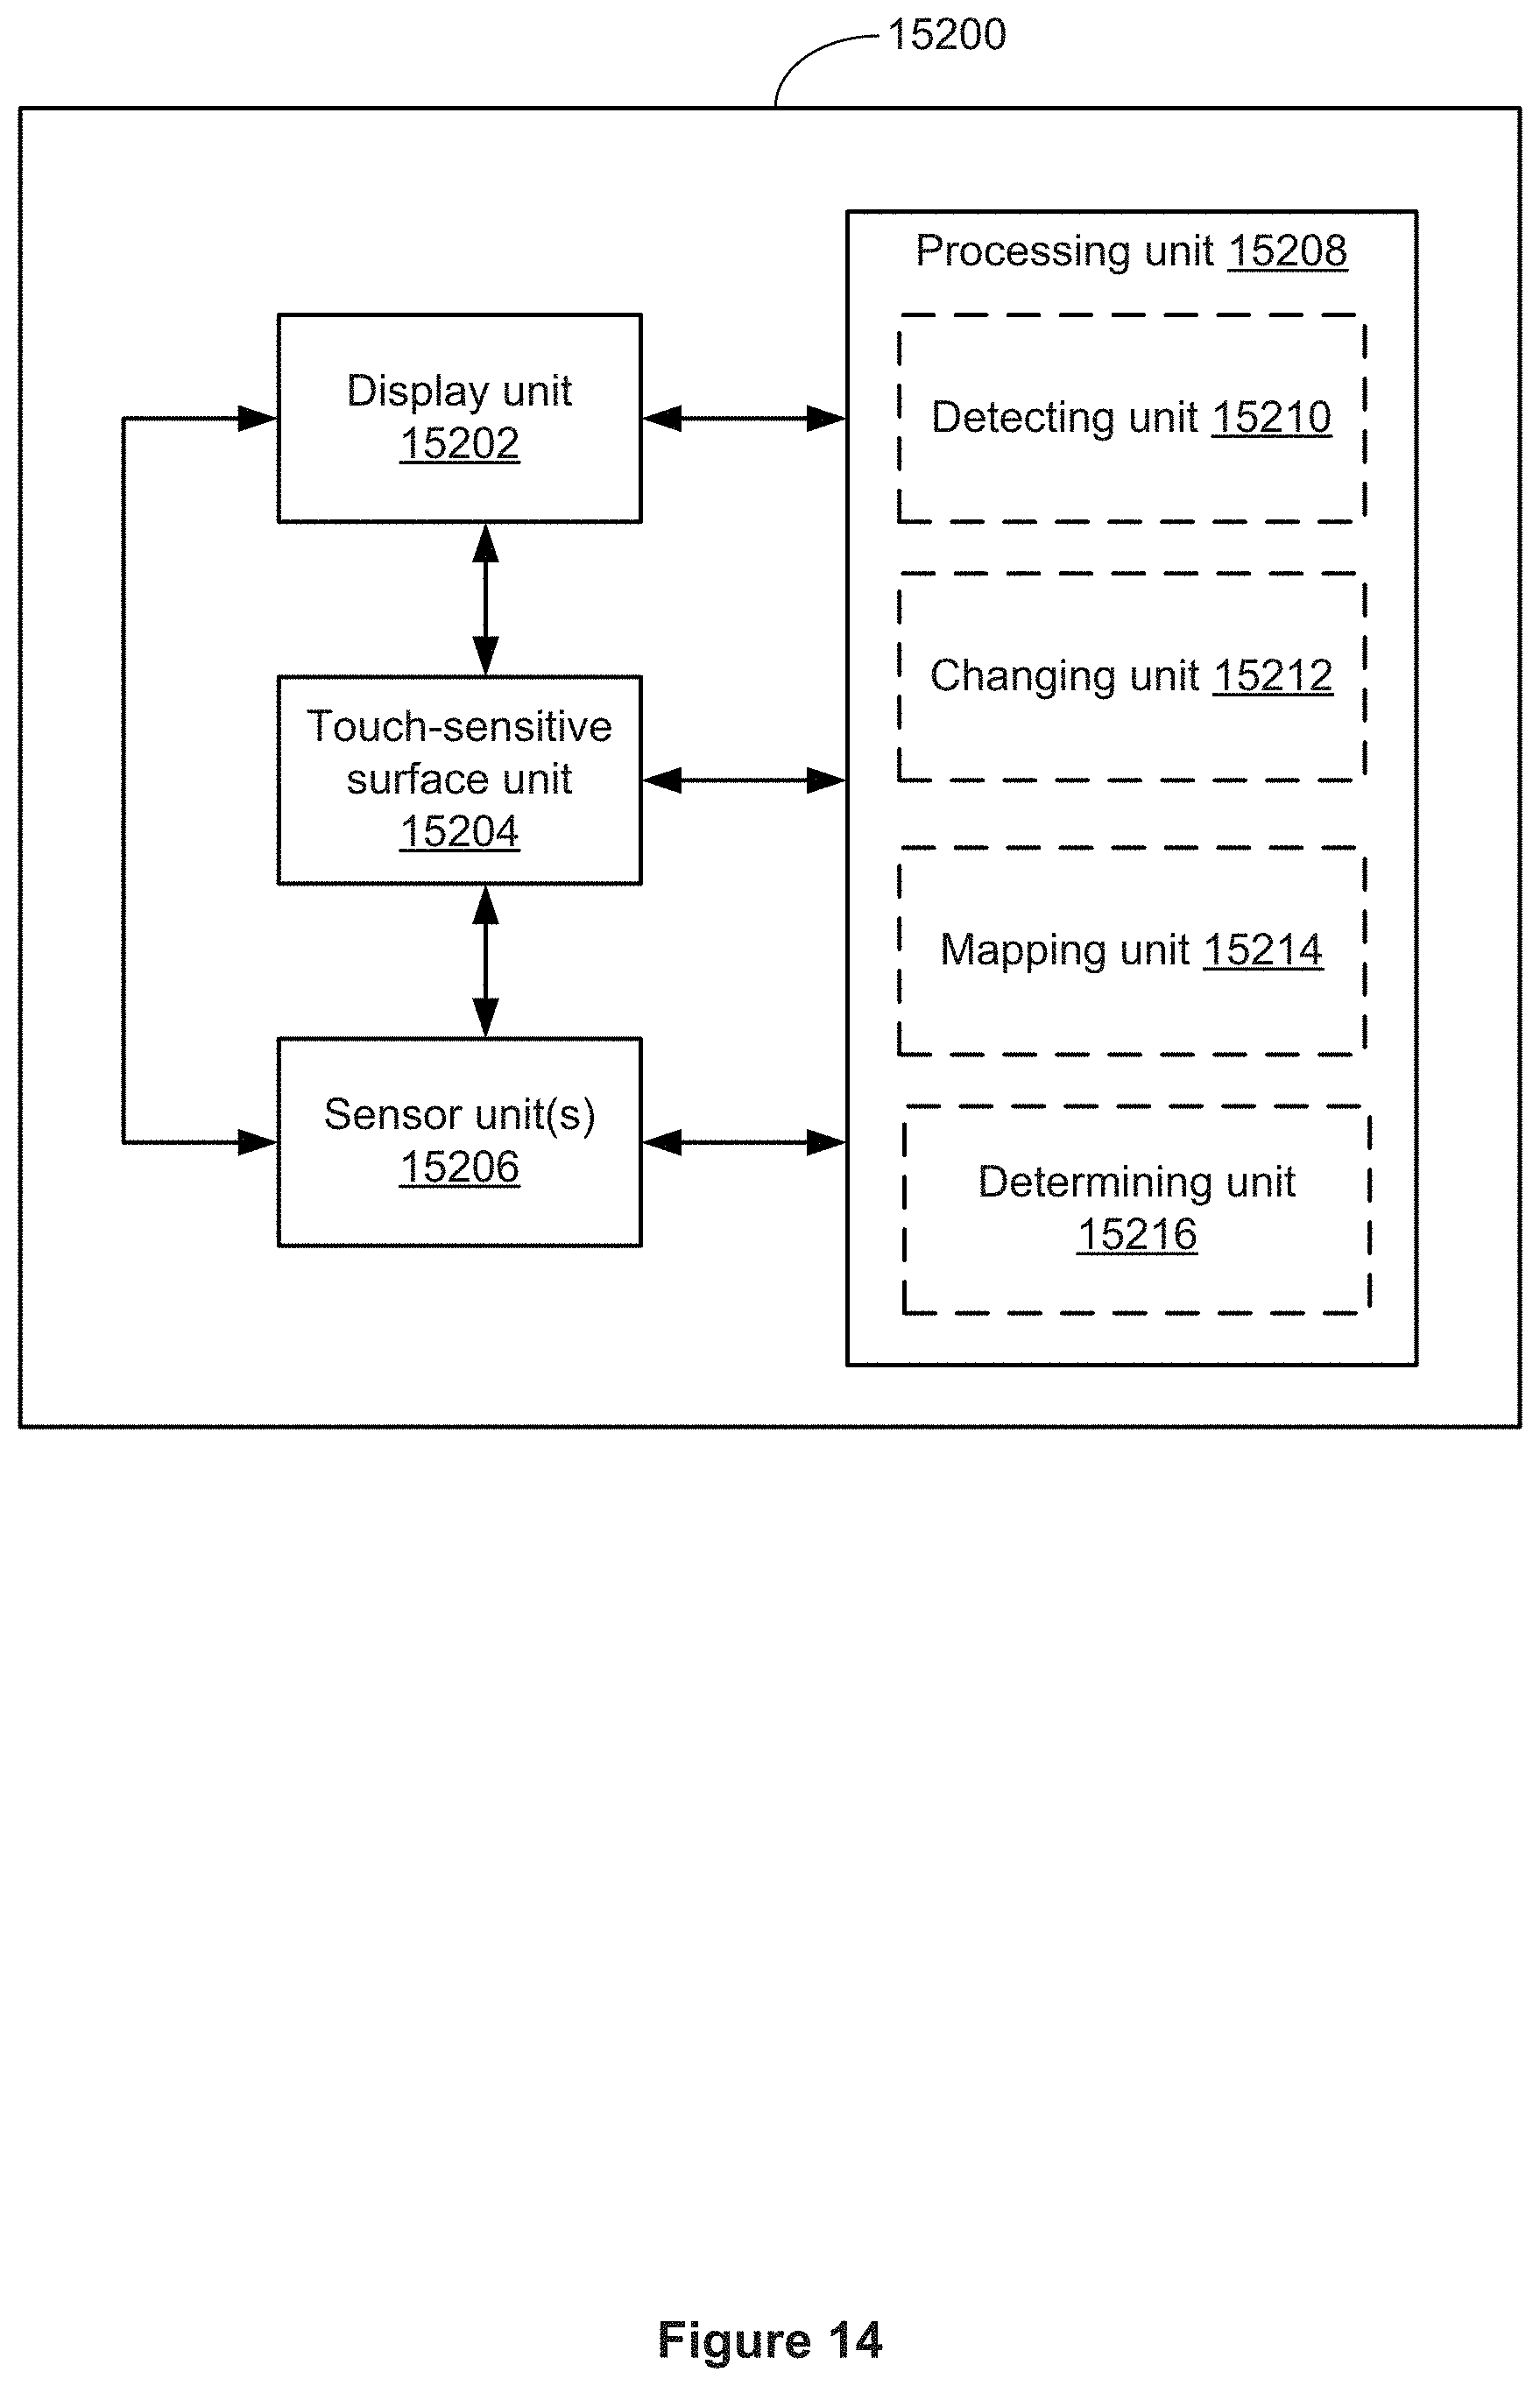 15200
Processing unit 15208
Display unit
15202
Detecting unit 15210
Changing unit 15212
Touch-sensitive
surface unit
15204
Mapping unit 15214
Sensor unit(s)
15206
Determining unit
15216
Figure 14